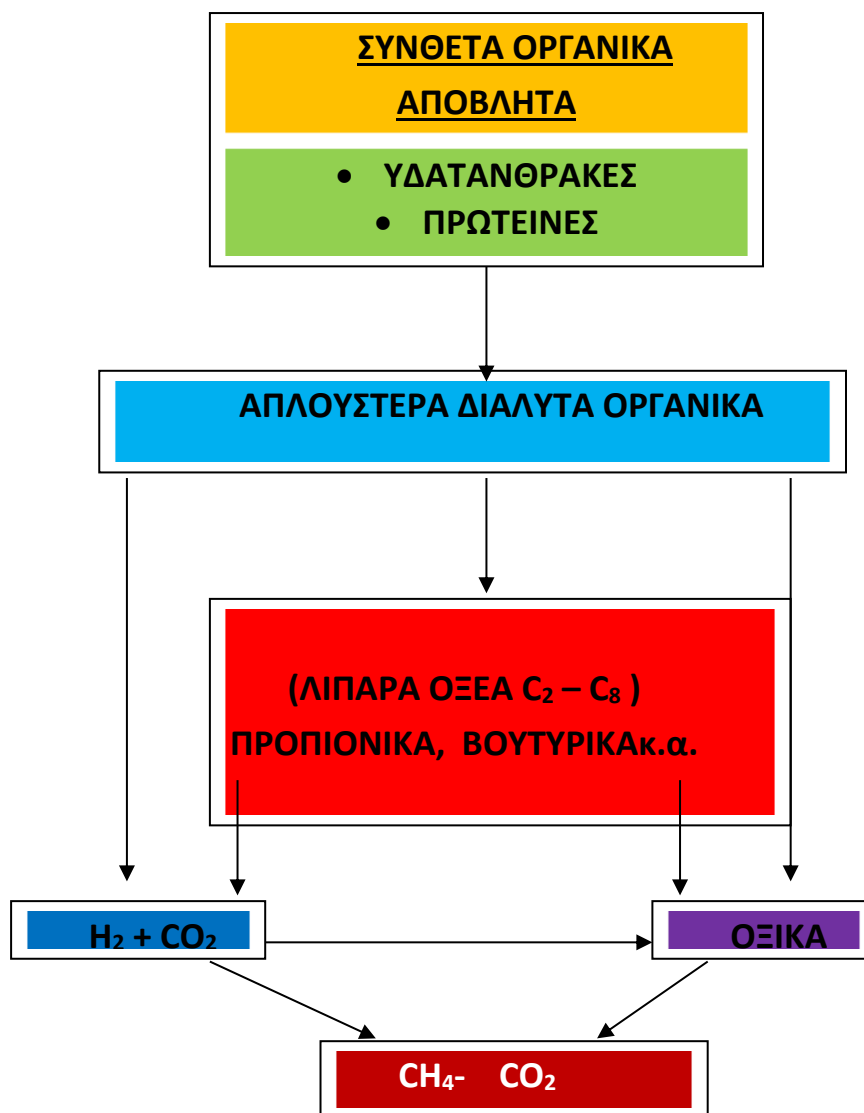 ΣΥΝΘΕΤΑ ΟΡΓΑΝΙΚΑ
ΑΠΟΒΛΗΤΑ
• ΥΔΑΤΑΝΘΡΑΚΕΣ
• ΠΡΩΤΕΙΝΕΣ
ΑΠΛΟΥΣΤΕΡΑ ΔΙΑΛΥΤΑ ΟΡΓΑΝΙΚΑ
(ΛΙΠΑΡΑ ΟΞΕΑ C₂ – C₈ )
ΠΡΟΠΙΟΝΙΚΑ, ΒΟΥΤΥΡΙΚΑκ.α.
H₂ + CO₂
ΟΞΙΚΑ
CH₄- CO₂